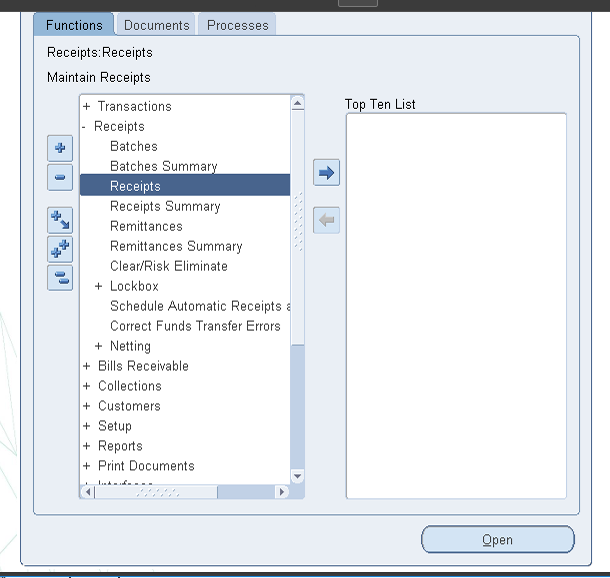 Functions Documents Processes
Receipts:Receipts
Maintain Receipts
Top Ten List
+ Transactions
- Receipts
Batches
Batches Summary
Receipts
Receipts Summary
Remittances
Remittances Summary
Clear/Risk Eliminate
+ Lockbox
Schedule Automatic Receipts
Correct Funds Transfer Errors
+ Netting
+ Bills Receivable
+ Collections
+ Customers
+ Setup
+ Reports
+ Print Documents
Open